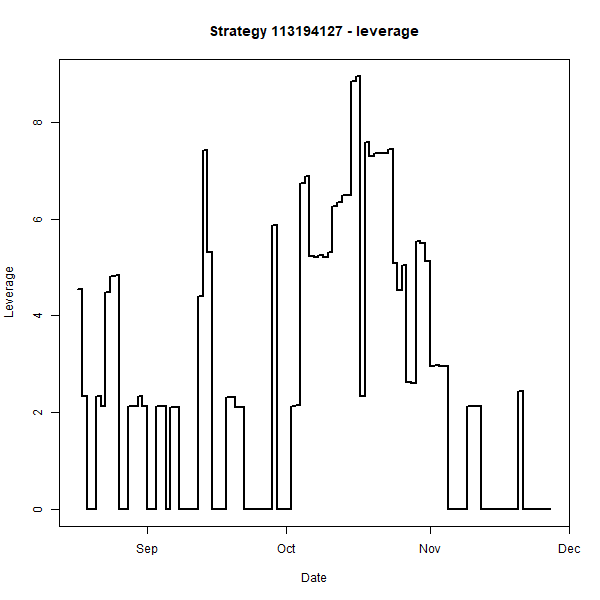 Strategy 113194127 - leverage
Leverage
8
6
4
2
0
Sep
Oct
Nov
Dec
Date